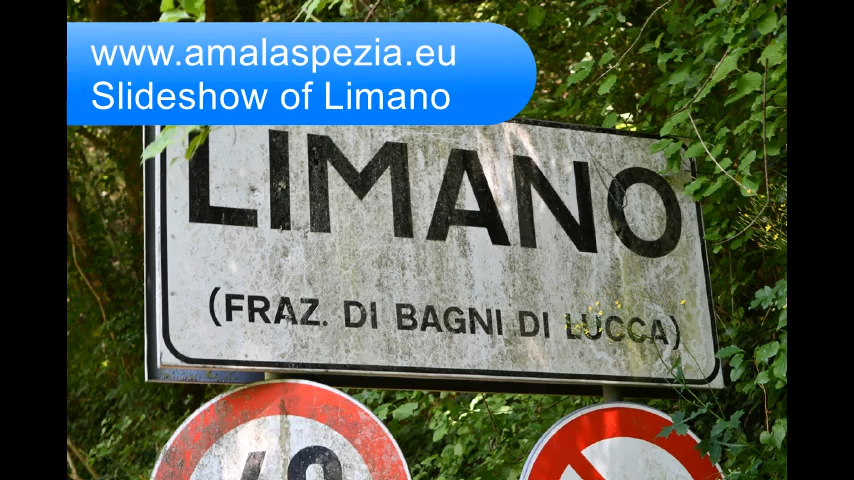 www.amalaspezia.eu
Slideshow of Limano
LIMANO
(FRAZ. DI BAGNI DI LUCCA)